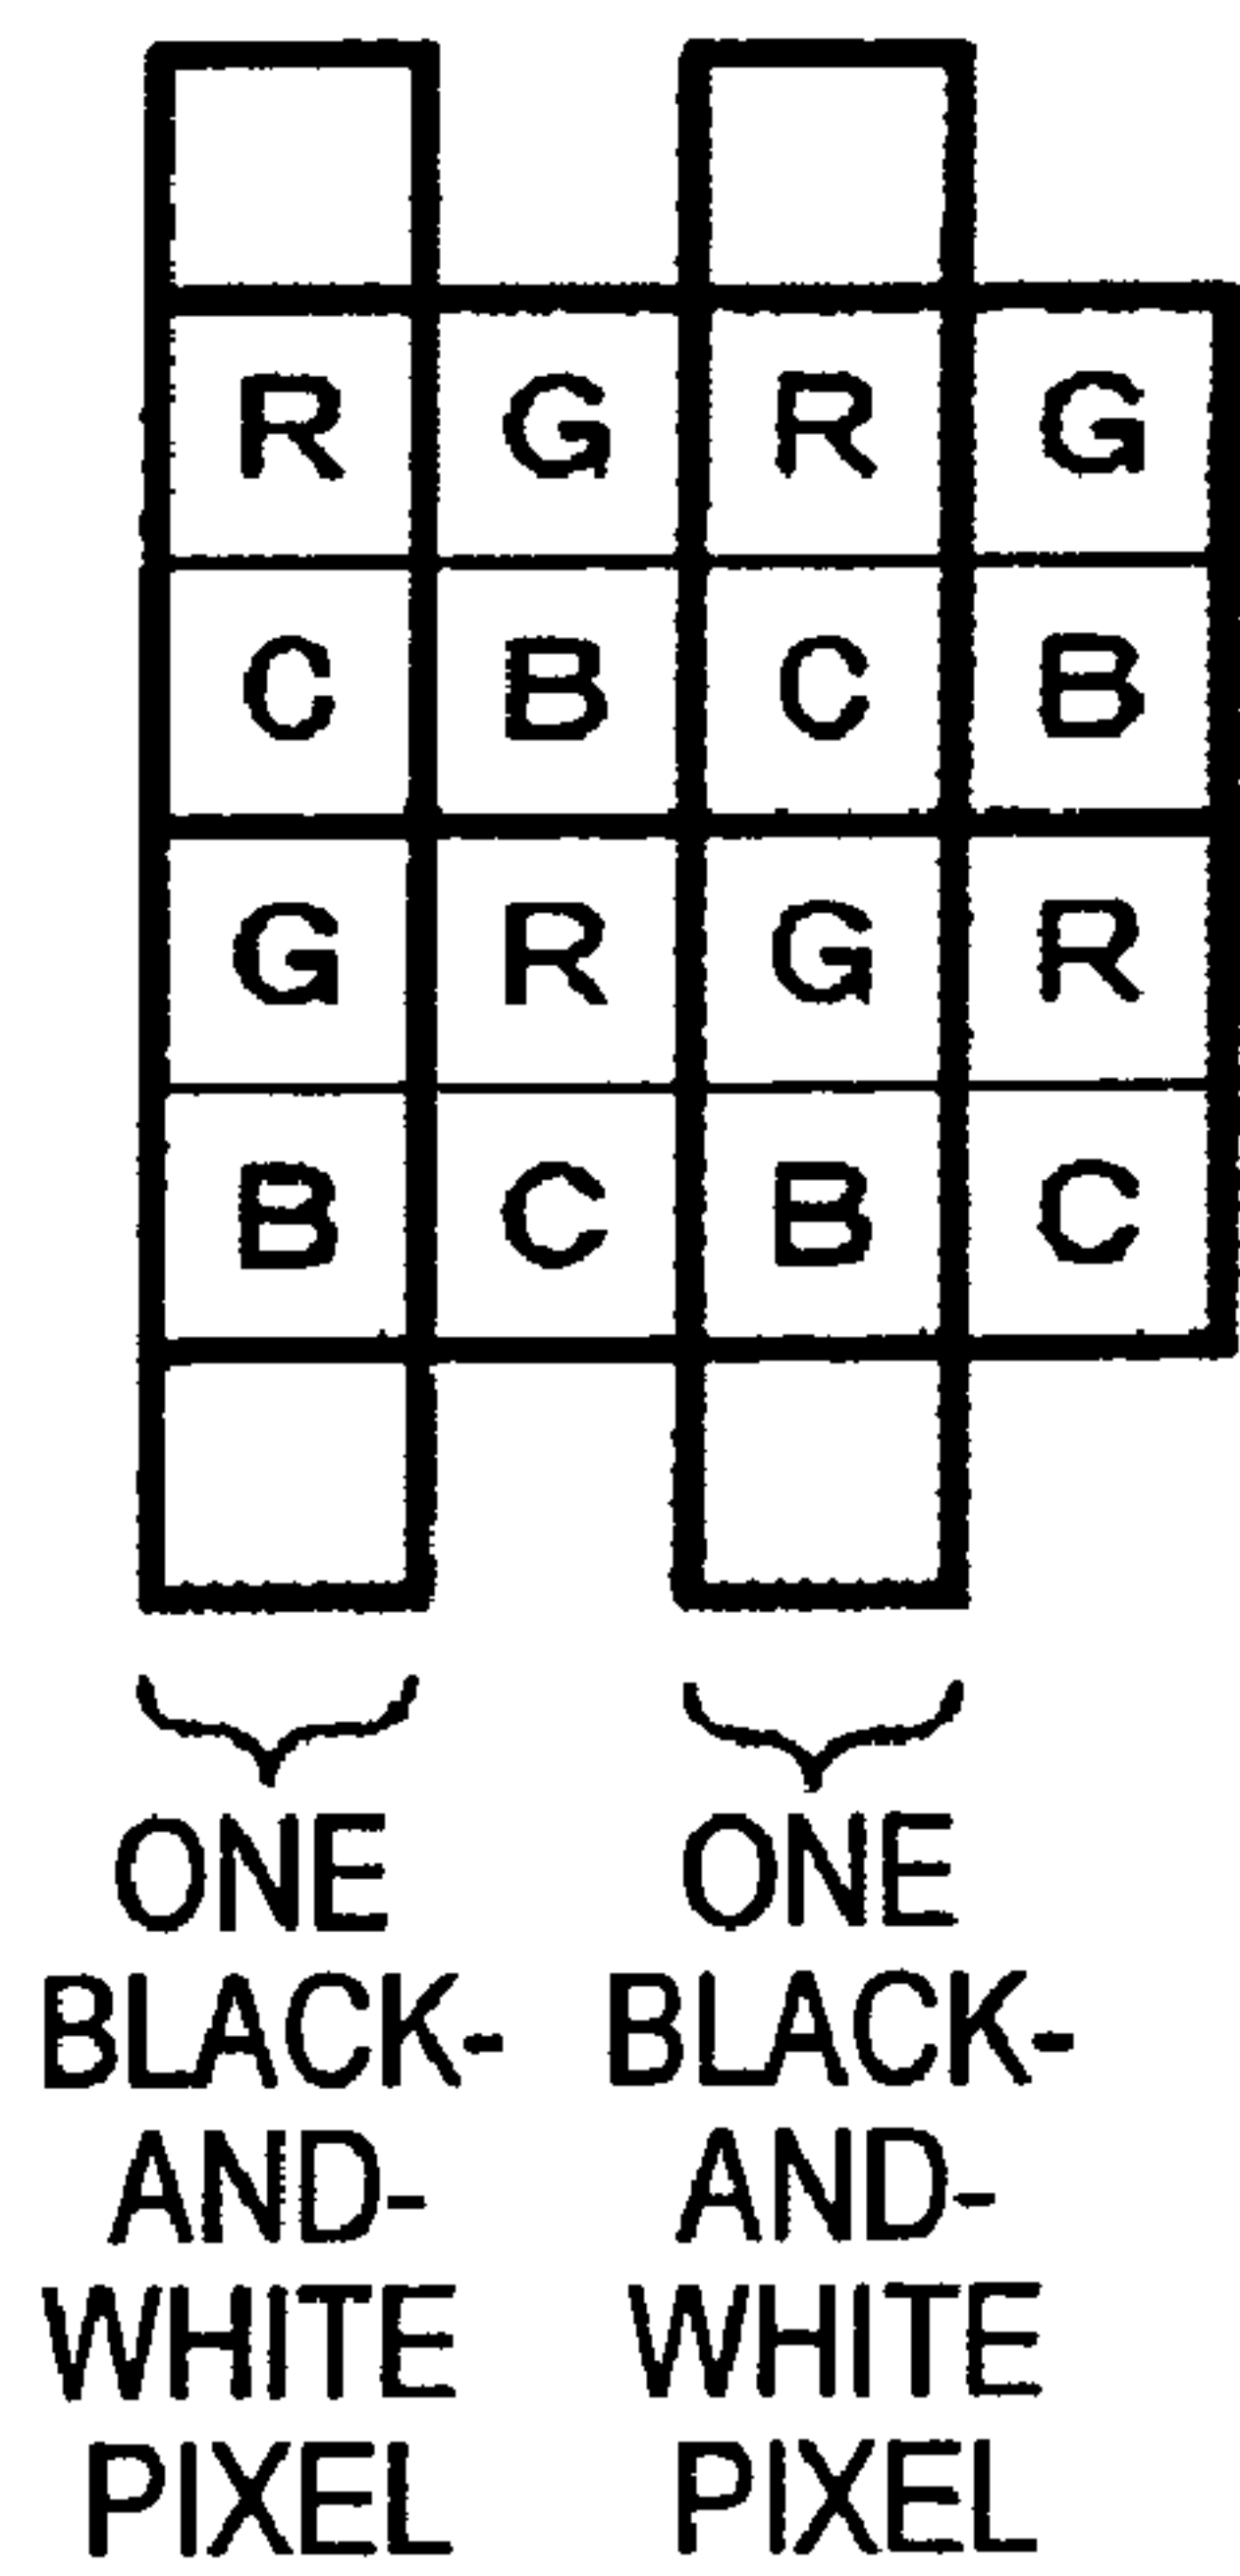 R G R G
C B C B
G R G R
B C B C
ONE ONE
BLACK- BLACK-
AND- AND-
WHITE WHITE
PIXEL PIXEL